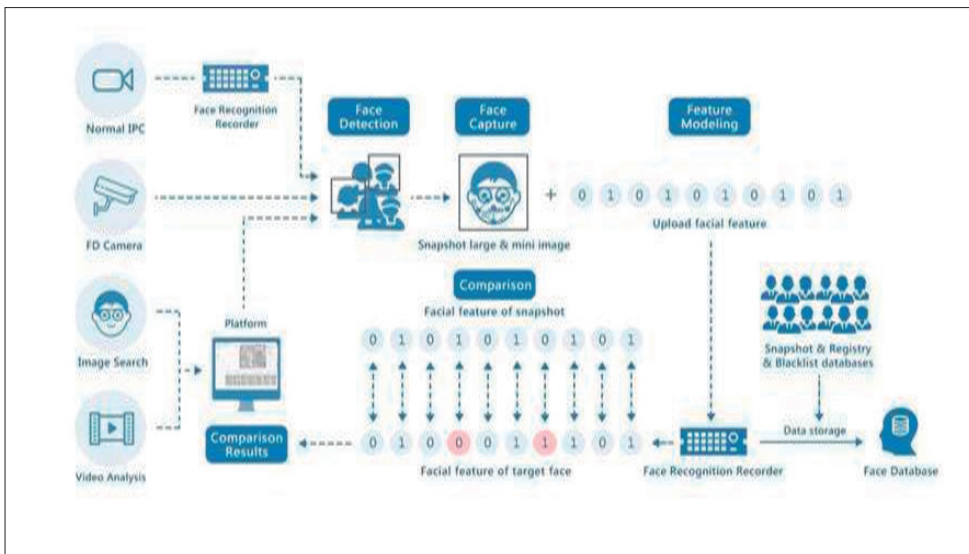 Normal IPC
Face Recognition
Recorder
Face
Detection
Face
Capture
Feature
Modeling
FD Camera
Snapshot large & mini image
+
0 1 0 1 0 1 0 1 0 1
Upload facial feature
Image Search
Platform
Comparison
Facial feature of snapshot
0 1 0 1 0 1 0 1 0 1
Snapshot & Registry
& Blacklist databases
Video Analysis
Comparison
Results
0 1 0 0 0 1 1 1 0 1
Facial feature of target face
Face Recognition Recorder
Data storage
Face Database